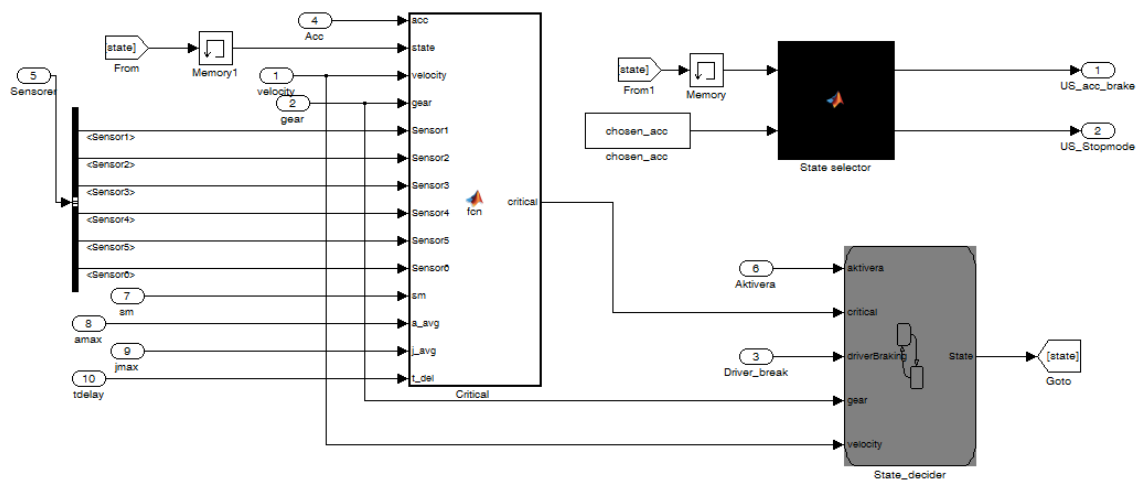 4
Acc
state]
From
Memory1
5
Sensorer
1
velocity
2
gear
<Sensor1>
<Sensor2>
<Sensor3>
<Sensor4>
<Sensor5>
<Sensor6>
7
sm
8
amax
9
jmax
10
tdelay
acc
state
velocity
gear
Sensor1
Sensor2
Sensor3
Sensor4
Sensor5
Sensor6
sm
a_avg
j_avg
t_del
fcn
critical
Critical
state]
From1
Memory
chosen_acc
chosen_acc
State selector
1
US_acc_brake
2
US_Stopmode
6
Aktivera
3
Driver_break
aktivera
critical
driverBraking
gear
velocity
State
State_decider
[state]
Goto